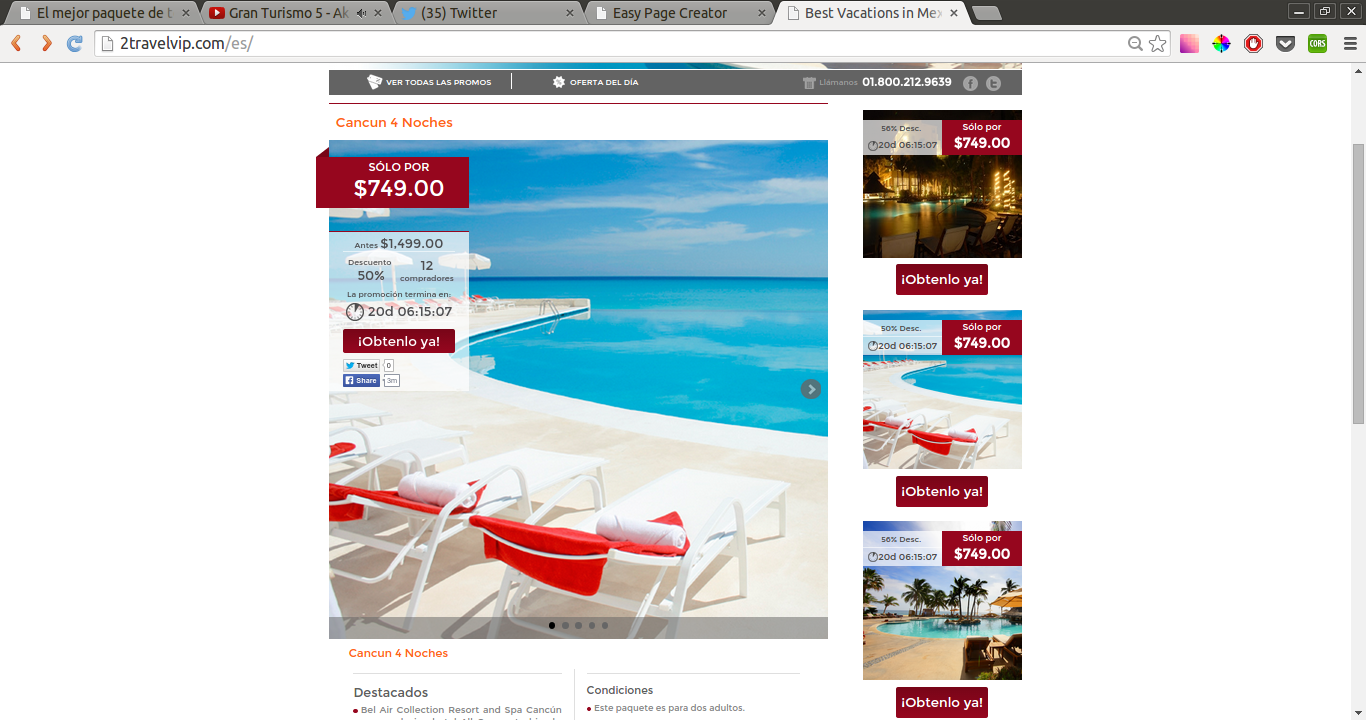 El mejor paquete de t
Gran Turismo 5 - Ak
(35) Twitter
Easy Page Creator
Best Vacations in Mex
2travelvip.com/es/
CORS
VER TODAS LAS PROMOS
OFERTA DEL DÍA
Llámanos 01.800.212.9639
Cancun 4 Noches
SÓLO POR
$749.00
Antes $1,499.00
Descuento
50%
12
compradores
La promoción termina en:
20d 06:15:07
¡Obtenlo ya!
Tweet 0
Share 3m
56% Desc.
20d 06:15:07
Sólo por
$749.00
¡Obtenlo ya!
50% Desc.
20d 06:15:07
Sólo por
$749.00
¡Obtenlo ya!
56% Desc.
20d 06:15:07
Sólo por
$749.00
¡Obtenlo ya!
Cancun 4 Noches
Destacados
Bel Air Collection Resort and Spa Cancún
Condiciones
Este paquete es para dos adultos.